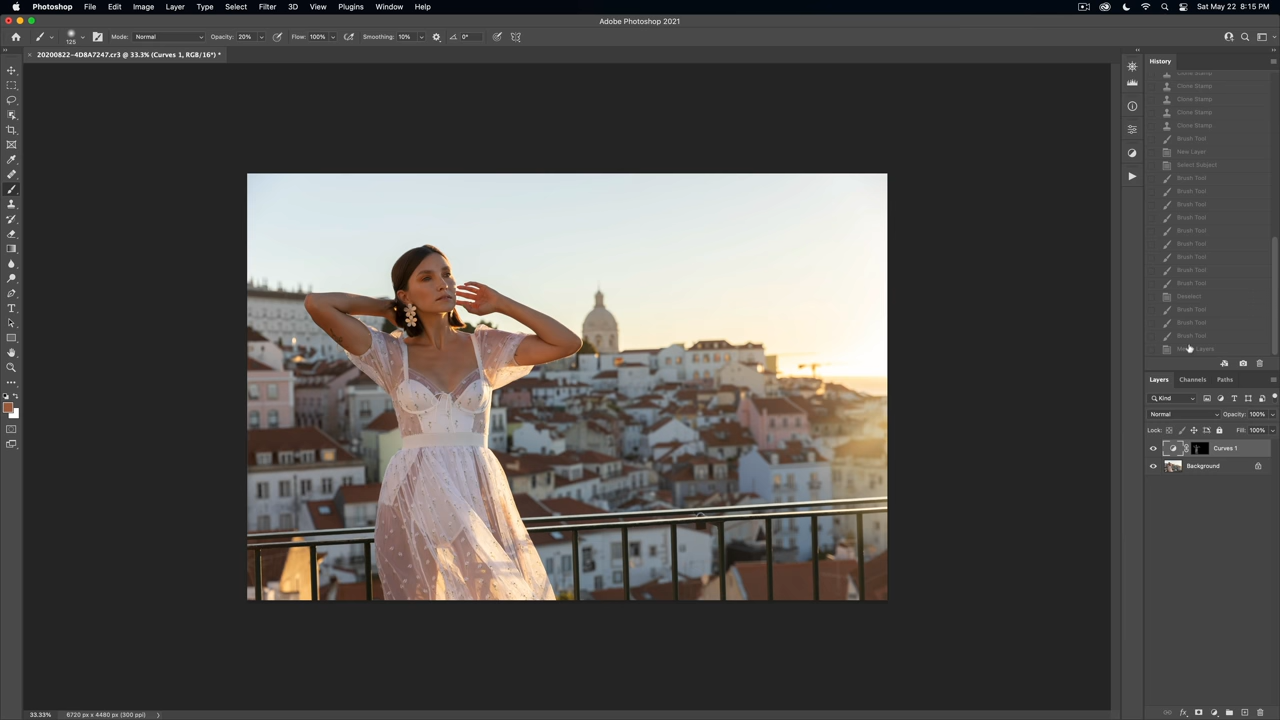 Photoshop File Edit Image Layer Type Select Filter 3D View Plugins Window Help Sat May 22 8:15 PM
Adobe Photoshop 2021
125 Mode: Normal Opacity: 20% Flow: 100% Smoothing: 10% 0°
20200822-4D8A7247.cr3 @ 33.3% (Curves 1, RGB/16*) *
History
Clone Stamp
Clone Stamp
Clone Stamp
Clone Stamp
Clone Stamp
Brush Tool
New Layer
Select Subject
Brush Tool
Brush Tool
Brush Tool
Brush Tool
Brush Tool
Brush Tool
Brush Tool
Brush Tool
Brush Tool
Deselect
Brush Tool
Brush Tool
Brush Tool
Layers
Layers Channels Paths
Kind
Normal Opacity: 100%
Lock: Fill: 100%
Curves 1
Background
33.33% 6720 px x 4480 px (300 ppi)